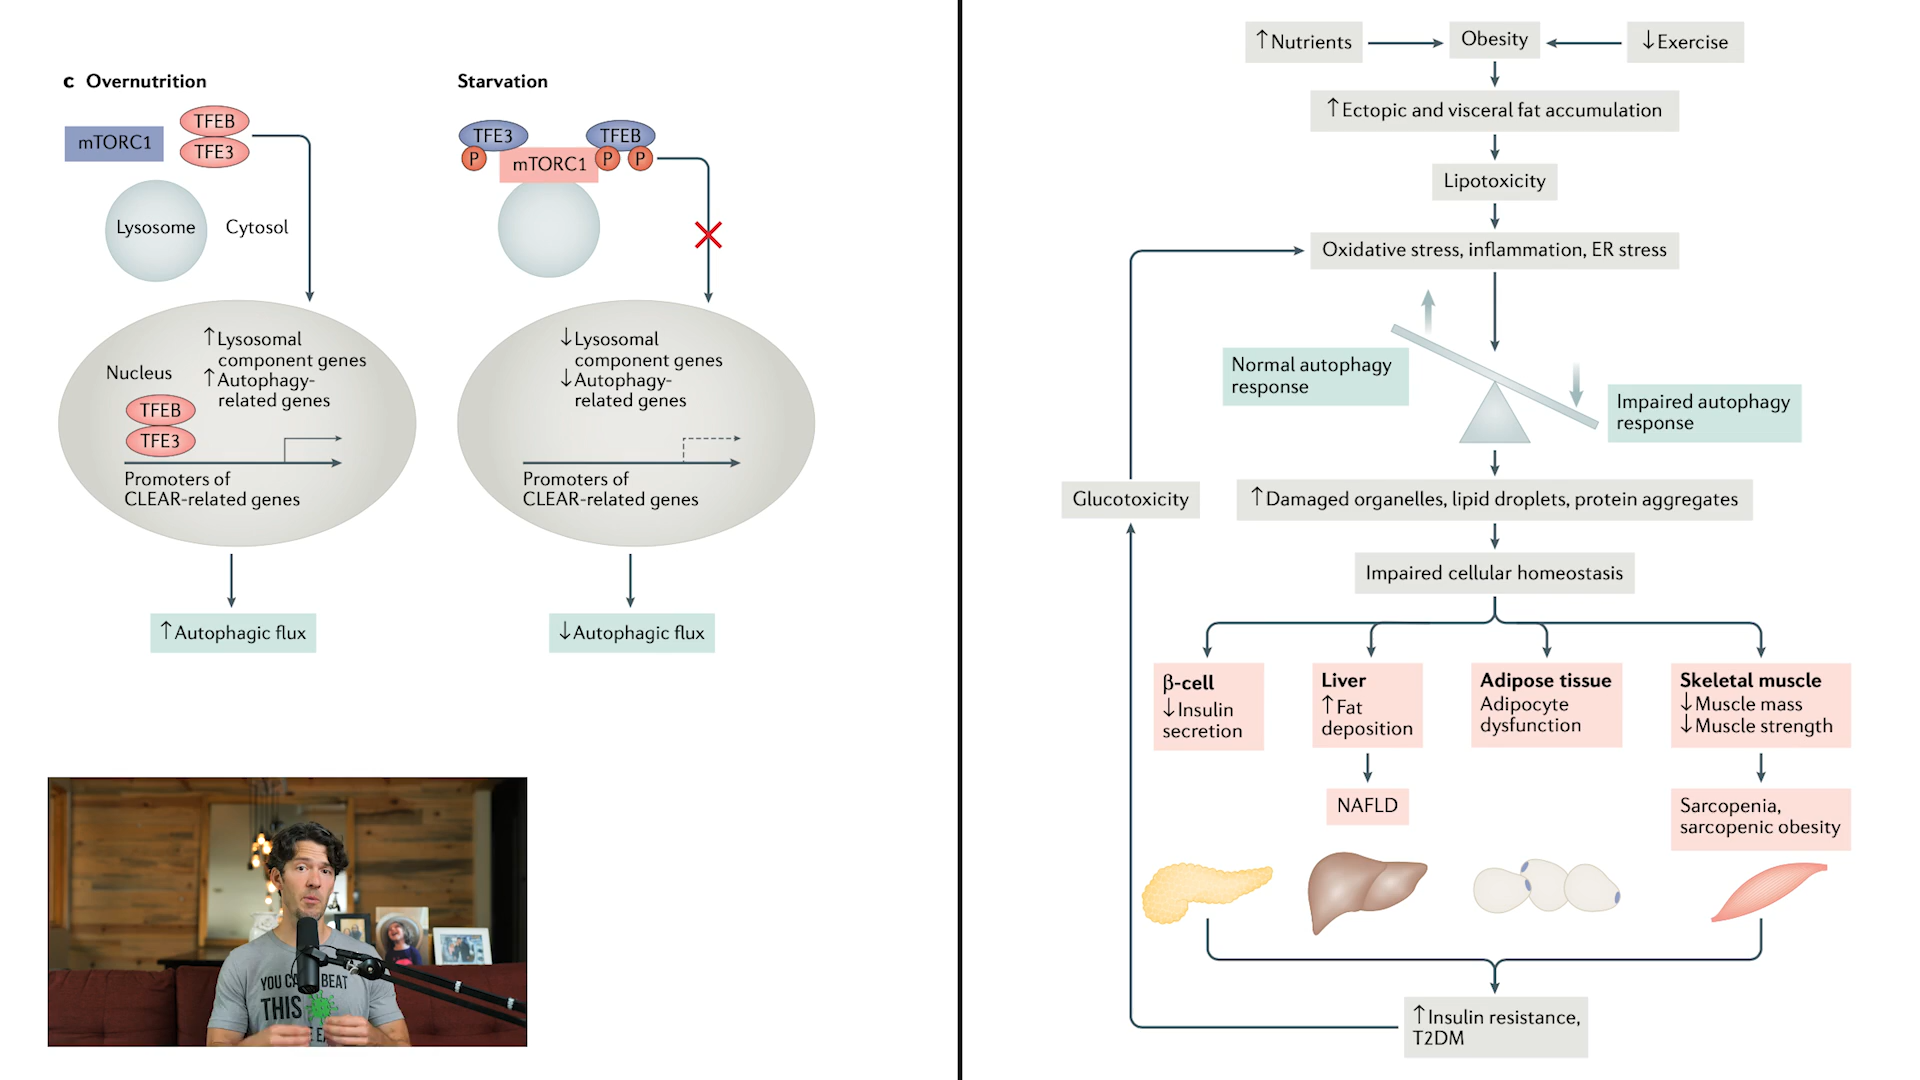 c Overnutrition
mTORC1
TFEB
TFE3
Lysosome
Cytosol
↑Lysosomal
component genes
↑Autophagy-
related genes
Nucleus
TFEB
TFE3
Promoters of
CLEAR-related genes
↑Autophagic flux
Starvation
TFE3
TFEB
P
mTORC1
P
P
↓Lysosomal
component genes
↓Autophagy-
related genes
Promoters of
CLEAR-related genes
↓Autophagic flux
YOU CA BEAT
THIS
E EA
↑Nutrients
Obesity
↓Exercise
↑Ectopic and visceral fat accumulation
Lipotoxicity
Oxidative stress, inflammation, ER stress
Normal autophagy
response
Impaired autophagy
response
Glucotoxicity
↑Damaged organelles, lipid droplets, protein aggregates
Impaired cellular homeostasis
β-cell
↓Insulin
secretion
Liver
↑Fat
deposition
Adipose tissue
Adipocyte
dysfunction
Skeletal muscle
↓Muscle mass
↓Muscle strength
NAFLD
Sarcopenia,
sarcopenic obesity
↑Insulin resistance,
T2DM